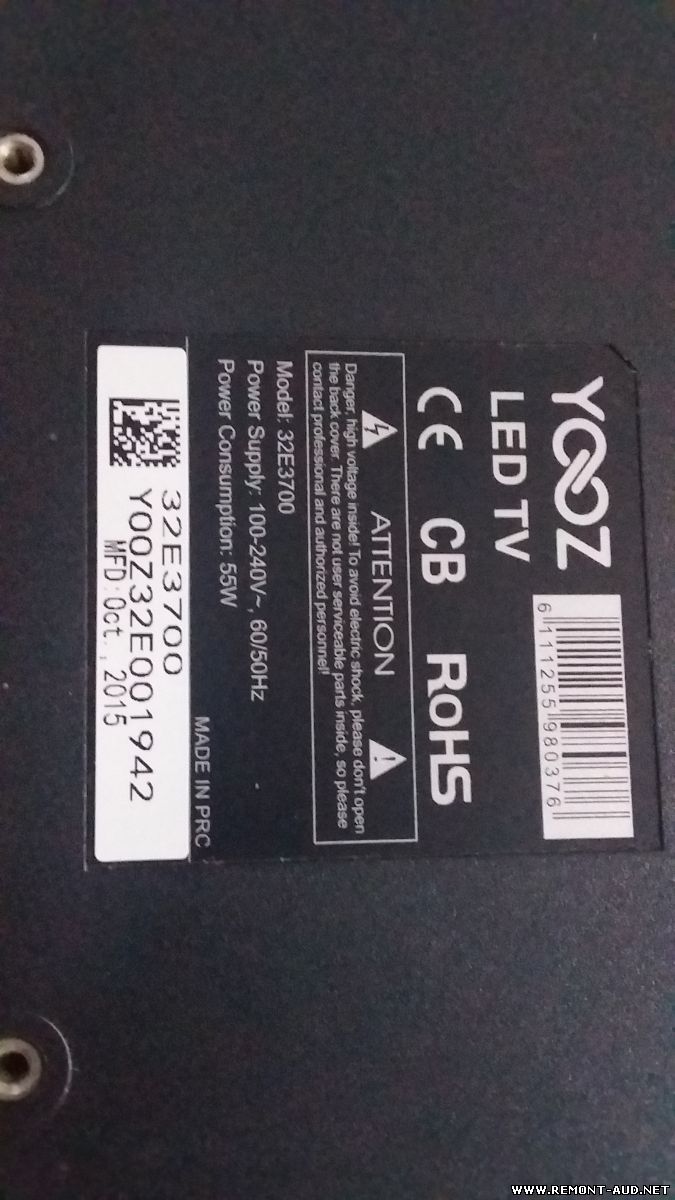 YOOZ
LED TV
6 111255 980376
CE CB RoHS
ATTENTION
Danger, high voltage inside! To avoid electric shock, please don't open
the back cover. There are not user serviceable parts inside, so please
contact professional and authorized personnel!
Model: 32E3700
Power Supply: 100-240V~, 60/50Hz
Power Consumption: 55W
MADE IN PRC
32E3700
YOOZ32E001942
MFD:Oct.,2015
WWW.REMONT-AUD.NET